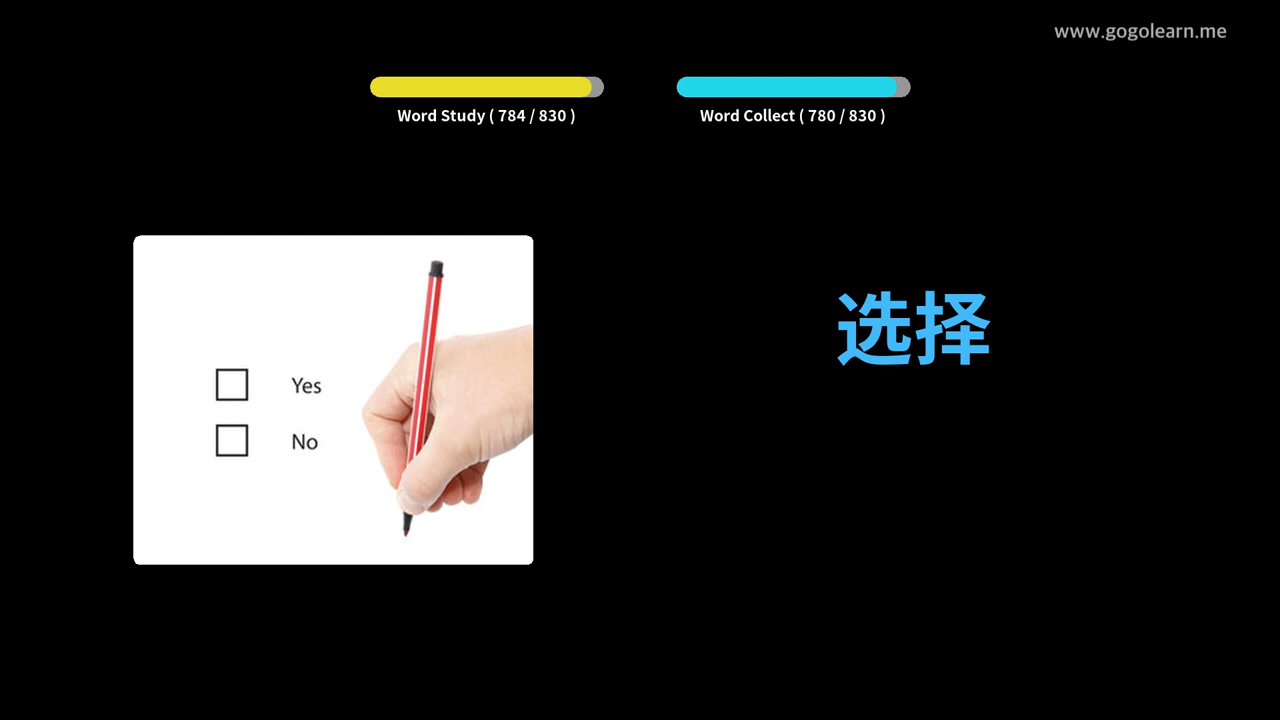 www.gogolearn.me
Word Study ( 784 / 830 )
Word Collect ( 780 / 830 )
选择
Yes
No